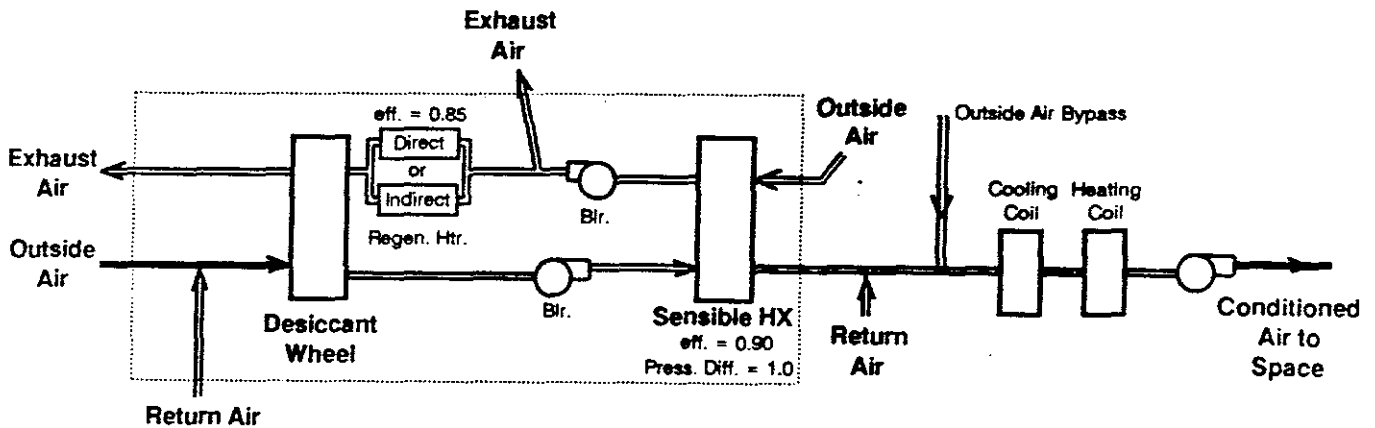 Exhaust
Air
eff. = 0.85
Direct
or
Indirect
Regen. Htr.
Blr.
Outside
Air
Outside Air Bypass
Exhaust
Air
Outside
Air
Cooling
Coil
Heating
Coil
Desiccant
Wheel
Blr.
Sensible HX
eff. = 0.90
Press. Diff. = 1.0
Return
Air
Conditioned
Air to
Space
Return Air